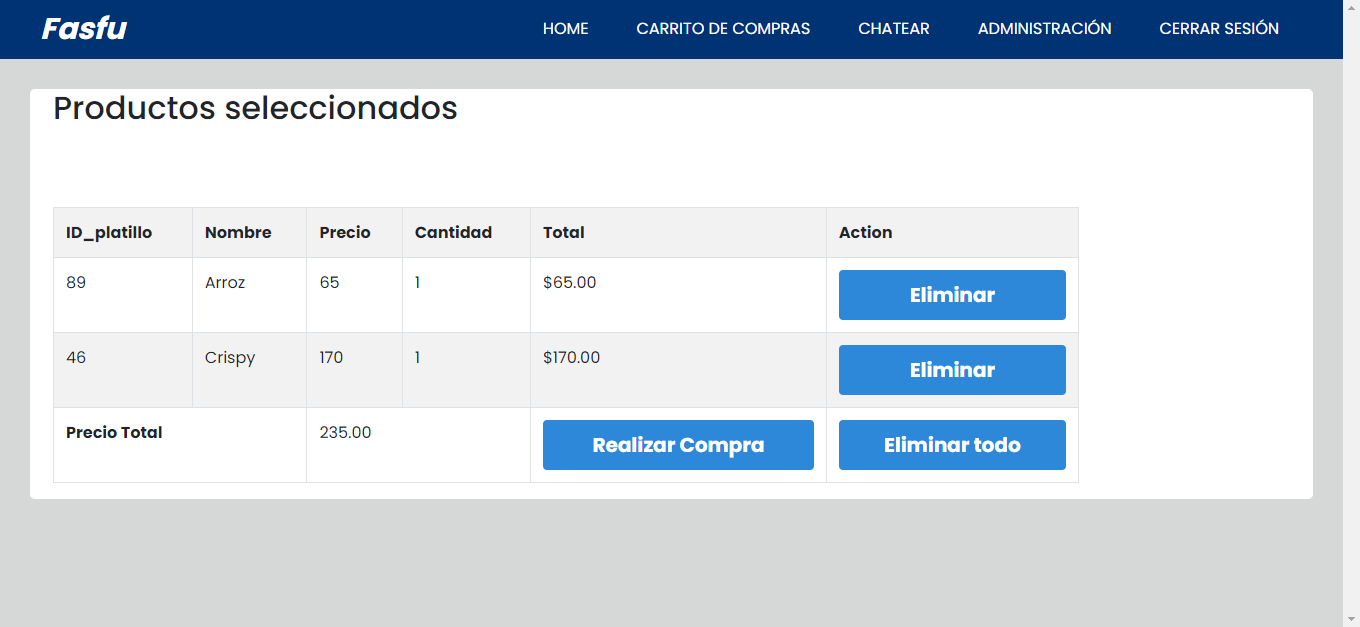 Fasfu HOME CARRITO DE COMPRAS CHATEAR ADMINISTRACIÓN CERRAR SESIÓN
Productos seleccionados
ID_platillo Nombre Precio Cantidad Total Action
89 Arroz 65 1 $65.00 Eliminar
46 Crispy 170 1 $170.00 Eliminar
Precio Total 235.00 Realizar Compra Eliminar todo